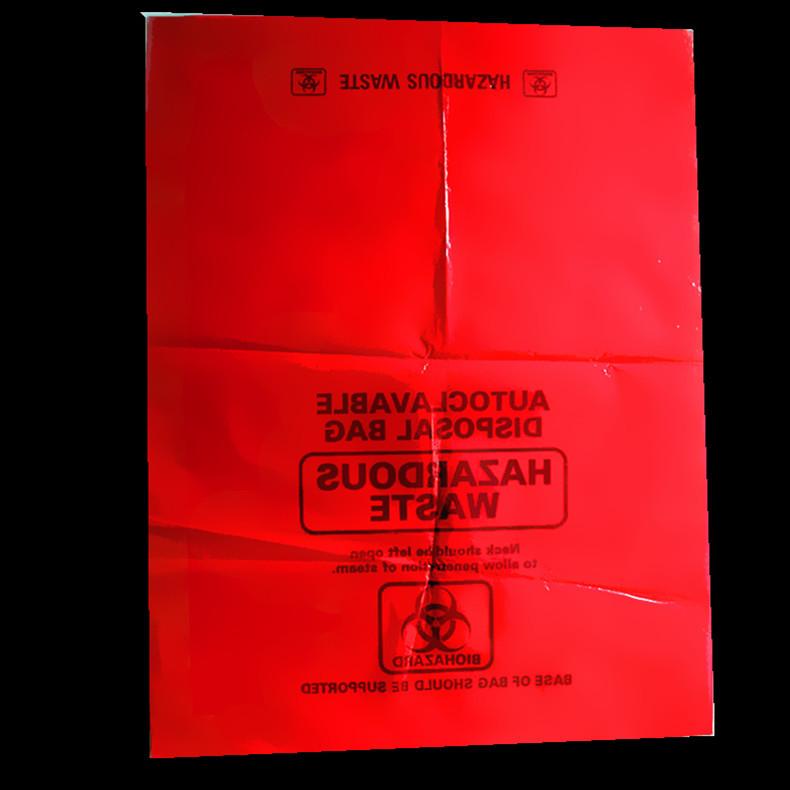 HAZARDOUS WASTE
AUTOCLAVABLE
DISPOSAL BAG
HAZARDOUS
WASTE
Neck should be left open
to allow penetration of steam.
BIOHAZARD
BASE OF BAG SHOULD BE SUPPORTED